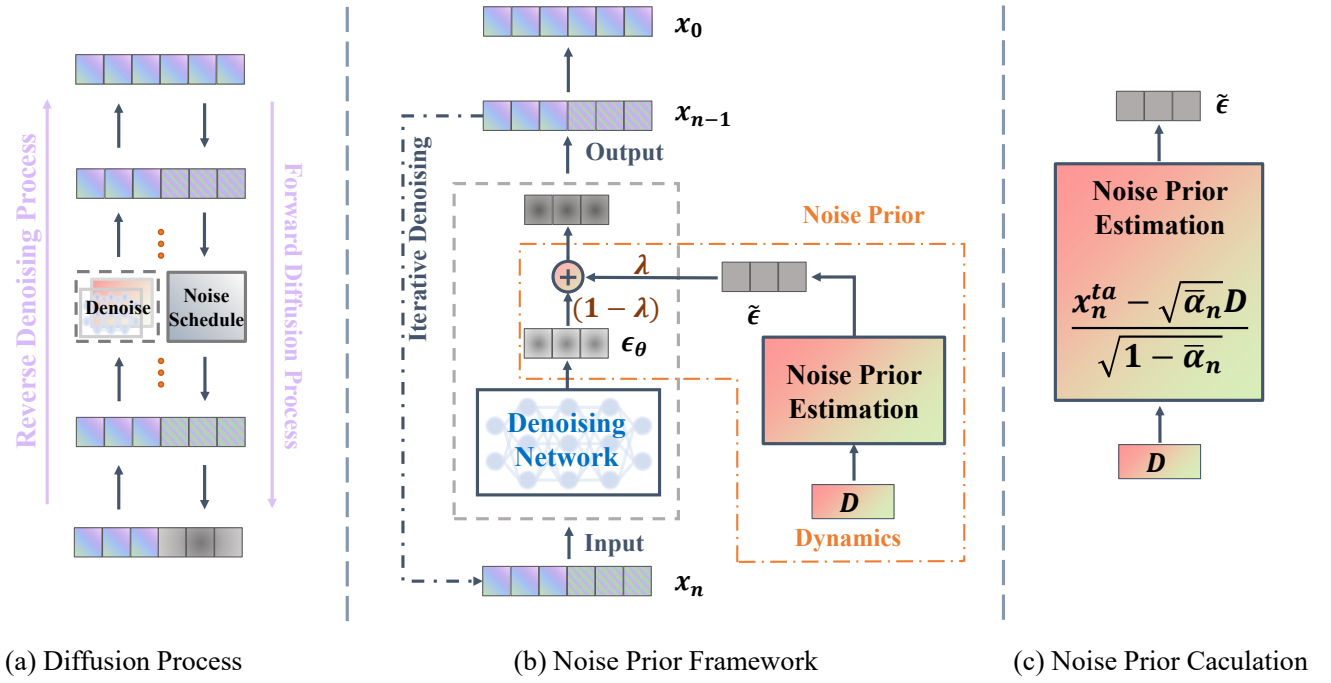 Reverse Denoising Process
Denoise
Noise
Schedule
Forward Diffusion Process
(a) Diffusion Process
x_0
x_{n-1}
Output
Iterative Denoising
Noise Prior
λ
(1 − λ)
ϵ̃
ϵ_θ
Noise Prior
Estimation
Denoising
Network
D
Dynamics
Input
x_n
(b) Noise Prior Framework
ϵ̃
Noise Prior
Estimation
x_n^{ta} − √ᾱ_n D
√1 − ᾱ_n
D
(c) Noise Prior Caculation